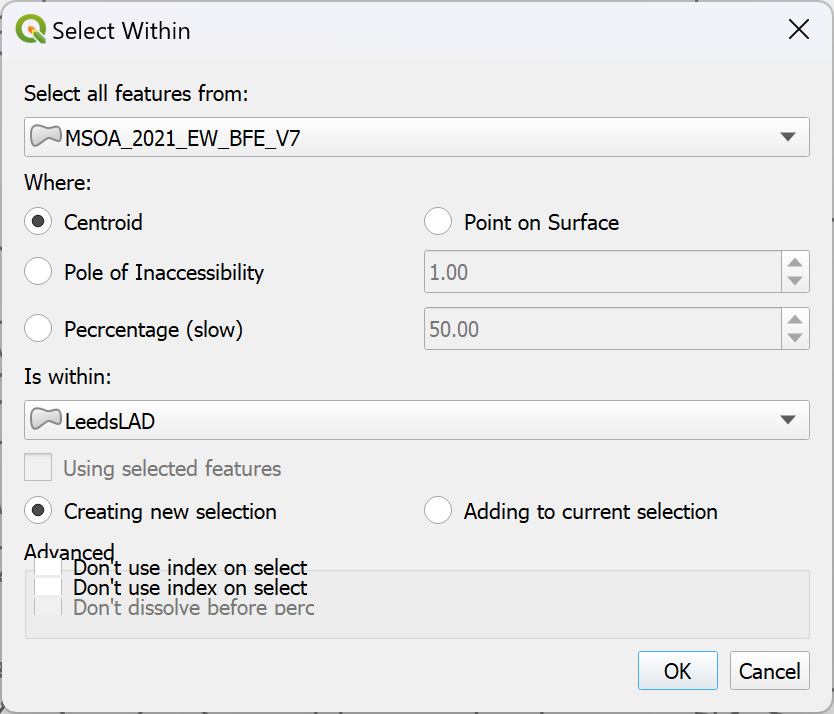 Select Within
Select all features from:
MSOA_2021_EW_BFE_V7
Where:
Centroid
Point on Surface
Pole of Inaccessibility
1.00
Pecrcentage (slow)
50.00
Is within:
LeedsLAD
Using selected features
Creating new selection
Adding to current selection
Advanced
Don't use index on select
Don't use index on select
Don't dissolve before perc
OK
Cancel